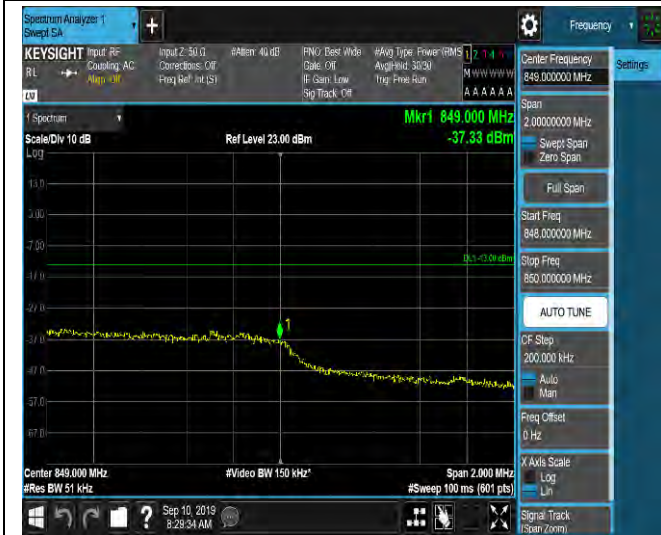 Spectrum Analyzer 1
Swept SA
Frequency
KEYSIGHT
Input: RF
Input Z: 50 Ω
#Atten: 40 dB
PNO: Best Wide
#Avg Type: Power (RMS
RL
Coupling: AC
Corrections: Off
Gate: Off
Avg|Hold: 30/30
M W W W W W
Align: Off
Freq Ref: Int (S)
IF Gain: Low
Trig: Free Run
Sig Track: Off
A A A A A A
Center Frequency
849.000000 MHz
Settings
Span
2.00000000 MHz
Swept Span
Zero Span
Full Span
Start Freq
848.000000 MHz
Stop Freq
850.000000 MHz
AUTO TUNE
CF Step
200.000 kHz
Auto
Man
Freq Offset
0 Hz
X Axis Scale
Log
Lin
Signal Track
(Span Zoom)
1 Spectrum
Mkr1 849.000 MHz
Scale/Div 10 dB
Ref Level 23.00 dBm
-37.33 dBm
Log
13.0
3.00
-7.00
DL1 -13.00 dBm
-17.0
-27.0
1
-37.0
-47.0
-57.0
-67.0
Center 849.000 MHz
#Video BW 150 kHz*
Span 2.000 MHz
#Res BW 51 kHz
#Sweep 100 ms (601 pts)
Sep 10, 2019
8:29:34 AM